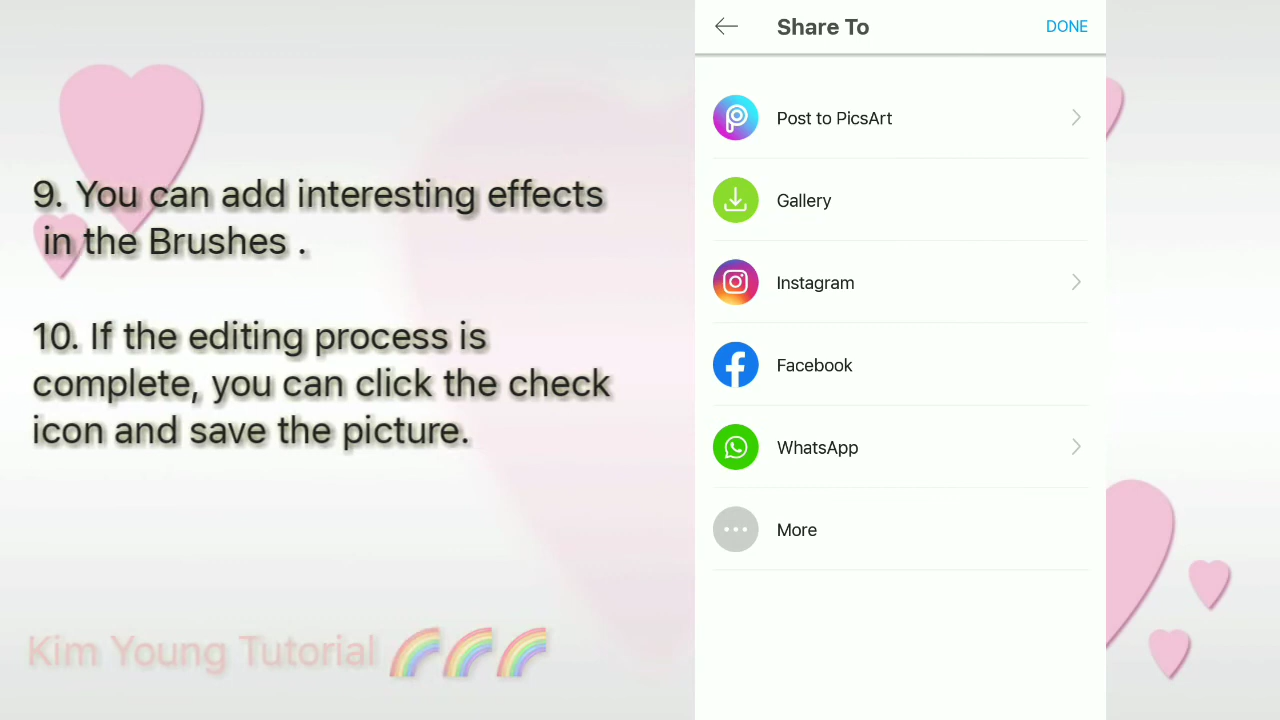 9. You can add interesting effects
in the Brushes .
10. If the editing process is
complete, you can click the check
icon and save the picture.
Kim Young Tutorial 🌈🌈🌈
Share To
DONE
Post to PicsArt
Gallery
Instagram
Facebook
WhatsApp
More